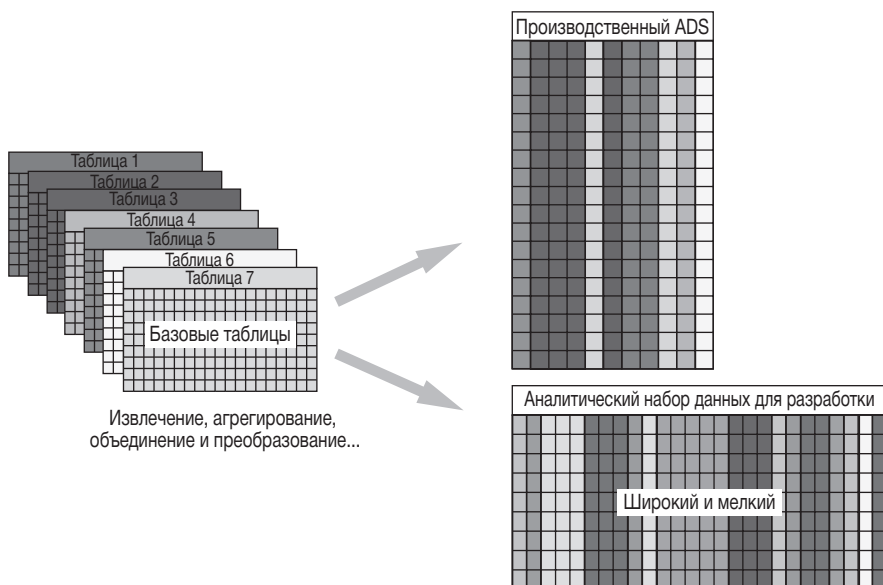 Производственный ADS
Таблица 1
Таблица 2
Таблица 3
Таблица 4
Таблица 5
Таблица 6
Таблица 7
Базовые таблицы
Извлечение, агрегирование,
объединение и преобразование...
Аналитический набор данных для разработки
Широкий и мелкий